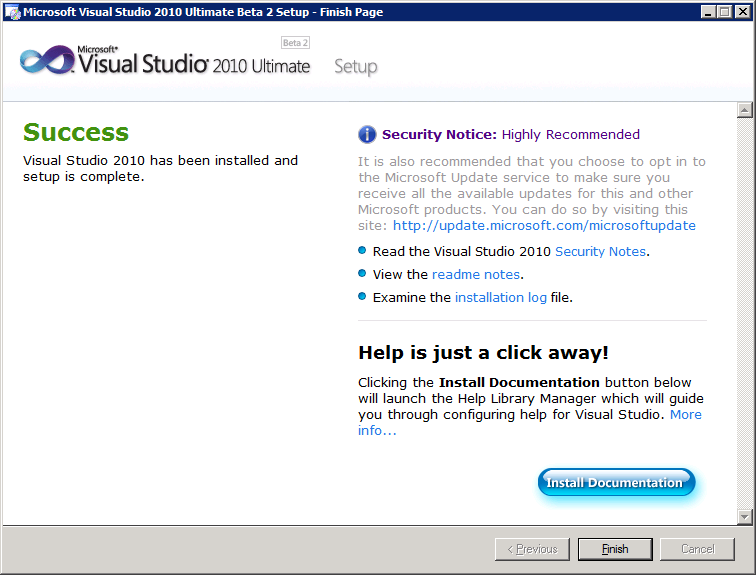 Microsoft Visual Studio 2010 Ultimate Beta 2 Setup - Finish Page
Beta 2
Microsoft®
Visual Studio® 2010 Ultimate Setup
Success
Visual Studio 2010 has been installed and
setup is complete.
Security Notice: Highly Recommended
It is also recommended that you choose to opt in to
the Microsoft Update service to make sure you
receive all the available updates for this and other
Microsoft products. You can do so by visiting this
site: http://update.microsoft.com/microsoftupdate
Read the Visual Studio 2010 Security Notes.
View the readme notes.
Examine the installation log file.
Help is just a click away!
Clicking the Install Documentation button below
will launch the Help Library Manager which will guide
you through configuring help for Visual Studio. More
info...
Install Documentation
< Previous
Finish
Cancel